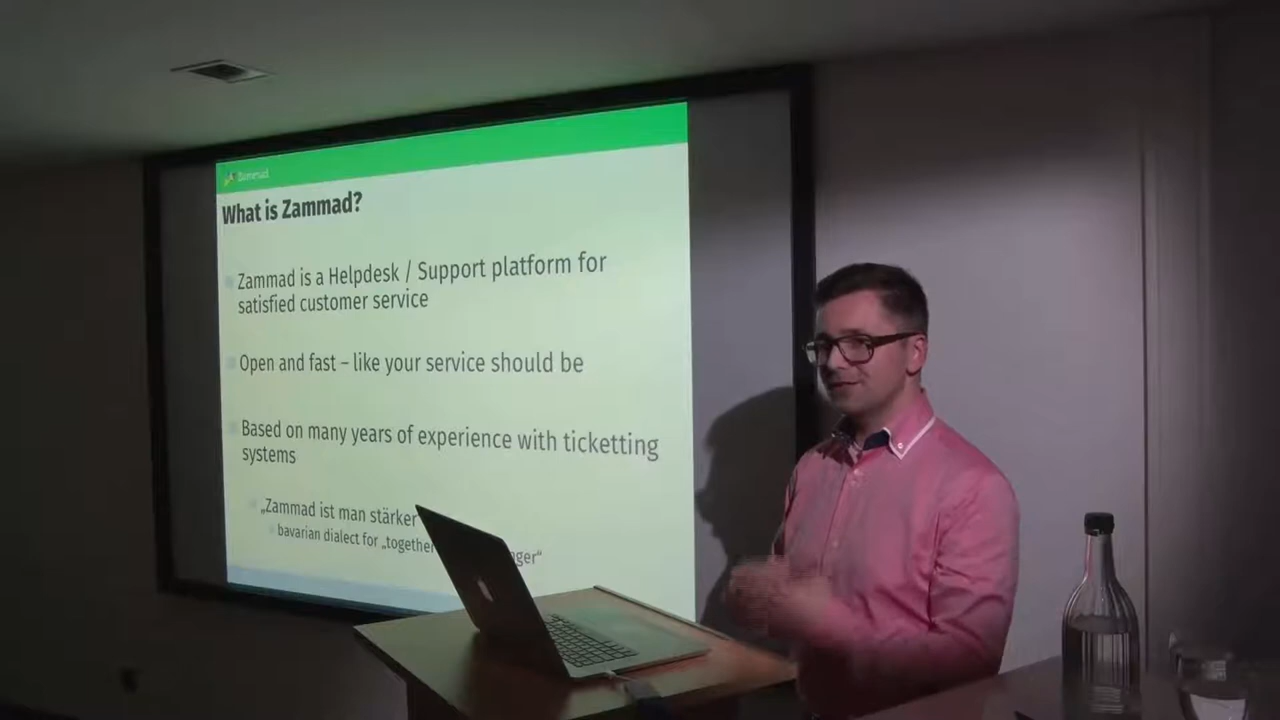 Zammad
What is Zammad?
Zammad is a Helpdesk / Support platform for
satisfied customer service
Open and fast – like your service should be
Based on many years of experience with ticketting
systems
„Zammad ist man stärker
bavarian dialect for „together